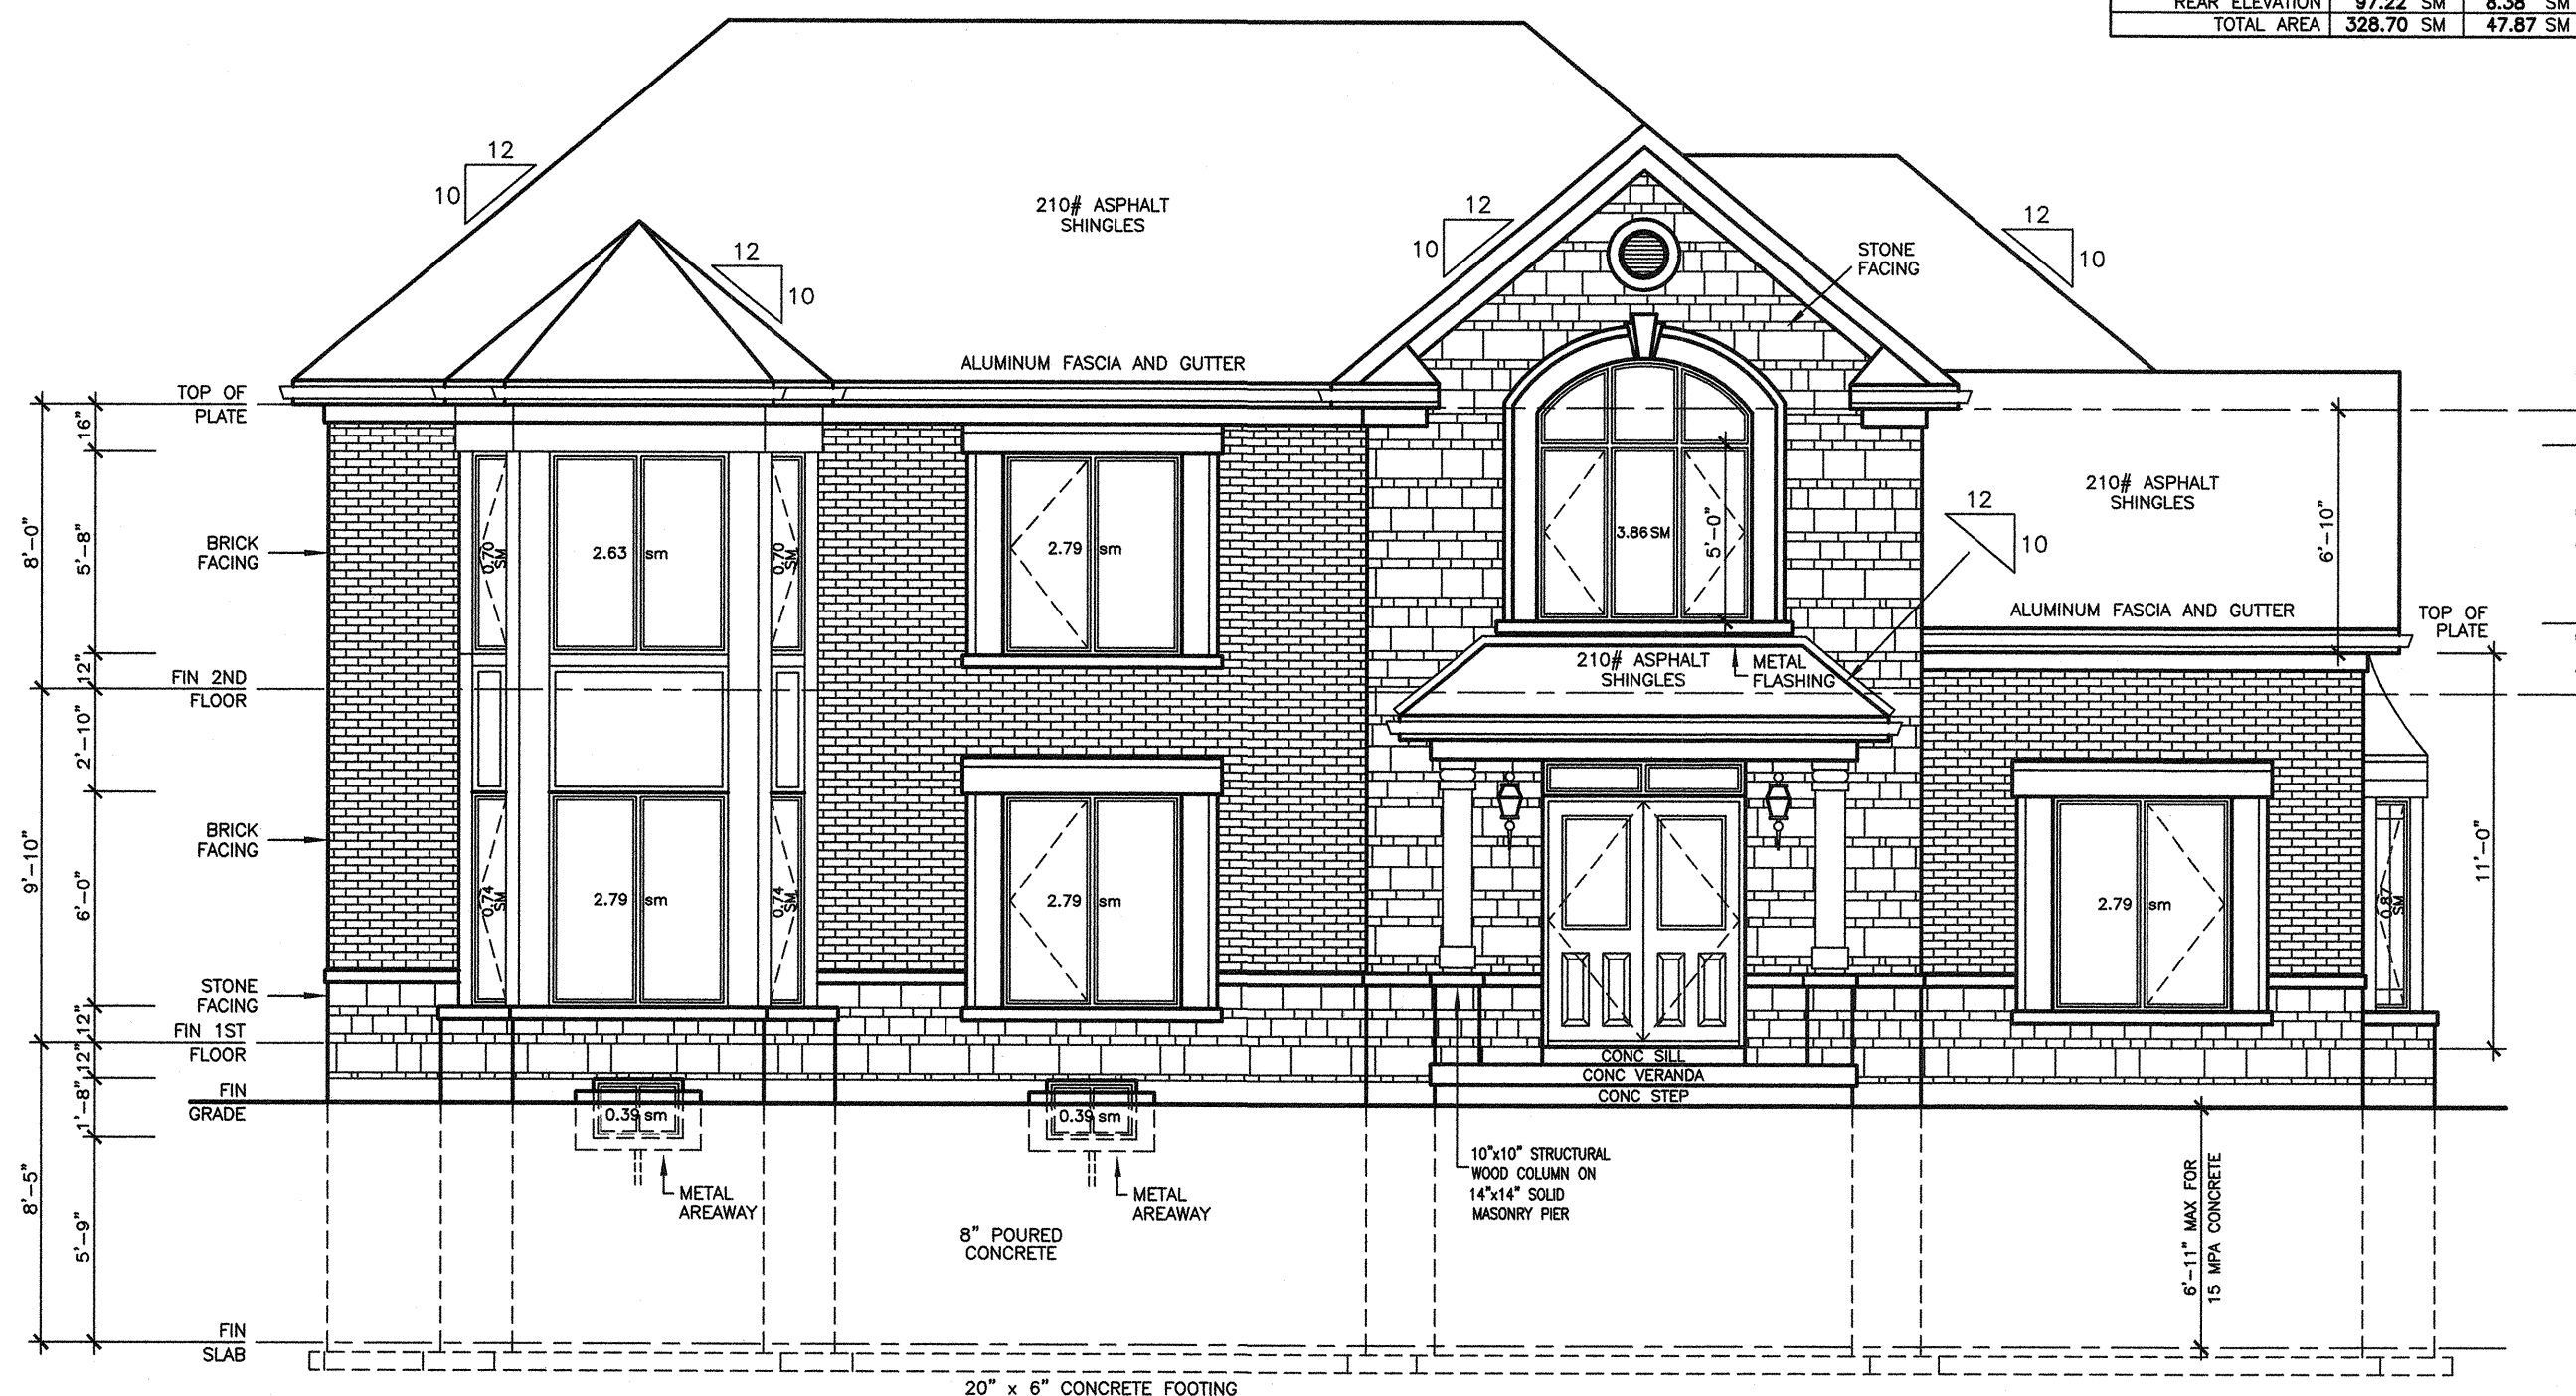 REAR ELEVATION 97.22 SM 8.38 SM
TOTAL AREA 328.70 SM 47.87 SM
12
10
12
10
210# ASPHALT
SHINGLES
12
10
12
10
STONE
FACING
ALUMINUM FASCIA AND GUTTER
TOP OF
PLATE
16"
8'-0"
5'-8"
BRICK
FACING
0.70
SM
2.63 sm
0.70
SM
2.79 sm
3.86 SM
5'-0"
12
10
210# ASPHALT
SHINGLES
6'-10"
ALUMINUM FASCIA AND GUTTER
TOP OF
PLATE
12"
FIN 2ND
FLOOR
210# ASPHALT
SHINGLES
METAL
FLASHING
2'-10"
9'-10"
BRICK
FACING
6'-0"
0.74
SM
2.79 sm
0.74
SM
2.79 sm
2.79 sm
0.87
SM
11'-0"
STONE
FACING
12"
FIN 1ST
FLOOR
12"
CONC SILL
CONC VERANDA
CONC STEP
FIN
GRADE
1'-8"
0.39 sm
0.39 sm
METAL
AREAWAY
METAL
AREAWAY
10"x10" STRUCTURAL
WOOD COLUMN ON
14"x14" SOLID
MASONRY PIER
8'-5"
5'-9"
8" POURED
CONCRETE
6'-11" MAX FOR
15 MPA CONCRETE
FIN
SLAB
20" x 6" CONCRETE FOOTING